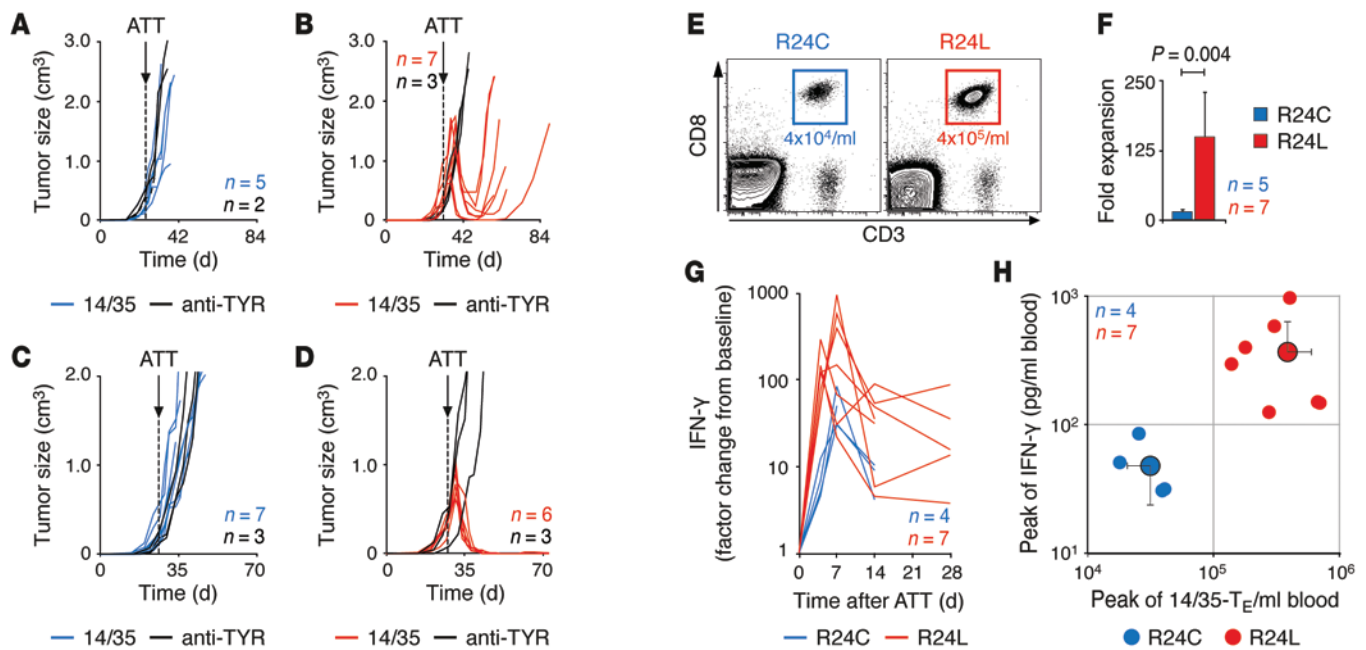 A
ATT
3.0
2.0
1.0
0
Tumor size (cm³)
n = 5
n = 2
0 42 84
Time (d)
14/35 anti-TYR
B
ATT
n = 7
n = 3
3.0
2.0
1.0
0
Tumor size (cm³)
0 42 84
Time (d)
14/35 anti-TYR
C
ATT
2.0
1.0
0
Tumor size (cm³)
n = 7
n = 3
0 35 70
Time (d)
14/35 anti-TYR
D
ATT
2.0
1.0
0
Tumor size (cm³)
n = 6
n = 3
0 35 70
Time (d)
14/35 anti-TYR
E
R24C R24L
CD8
4x10⁴/ml 4x10⁵/ml
CD3
F
P = 0.004
250
125
0
Fold expansion
R24C
R24L
n = 5
n = 7
G
1000
100
10
1
IFN-γ
(factor change from baseline)
n = 4
n = 7
0 7 14 21 28
Time after ATT (d)
R24C R24L
H
10³
10²
10¹
Peak of IFN-γ (pg/ml blood)
n = 4
n = 7
10⁴ 10⁵ 10⁶
Peak of 14/35-T_E/ml blood
R24C R24L